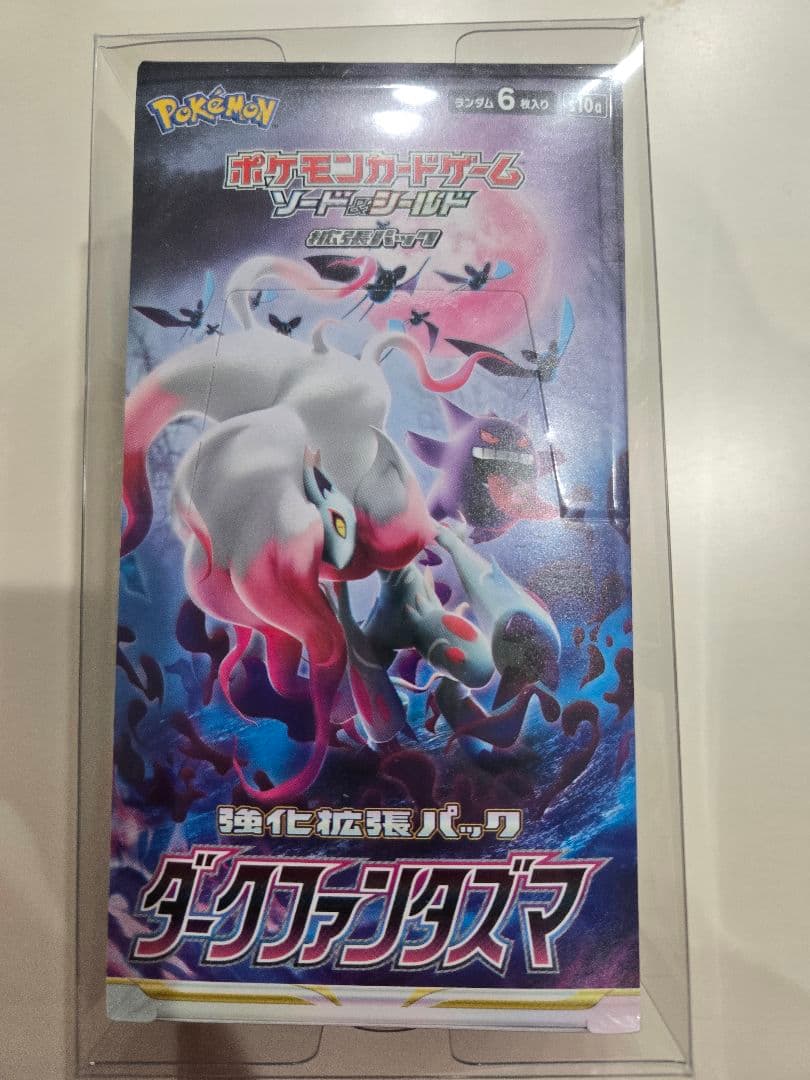 POKéMON
ランダム 6 枚入り s10a
ポケモンカードゲーム
ソード&シールド
拡張パック
強化拡張パック
ダークファンタズマ